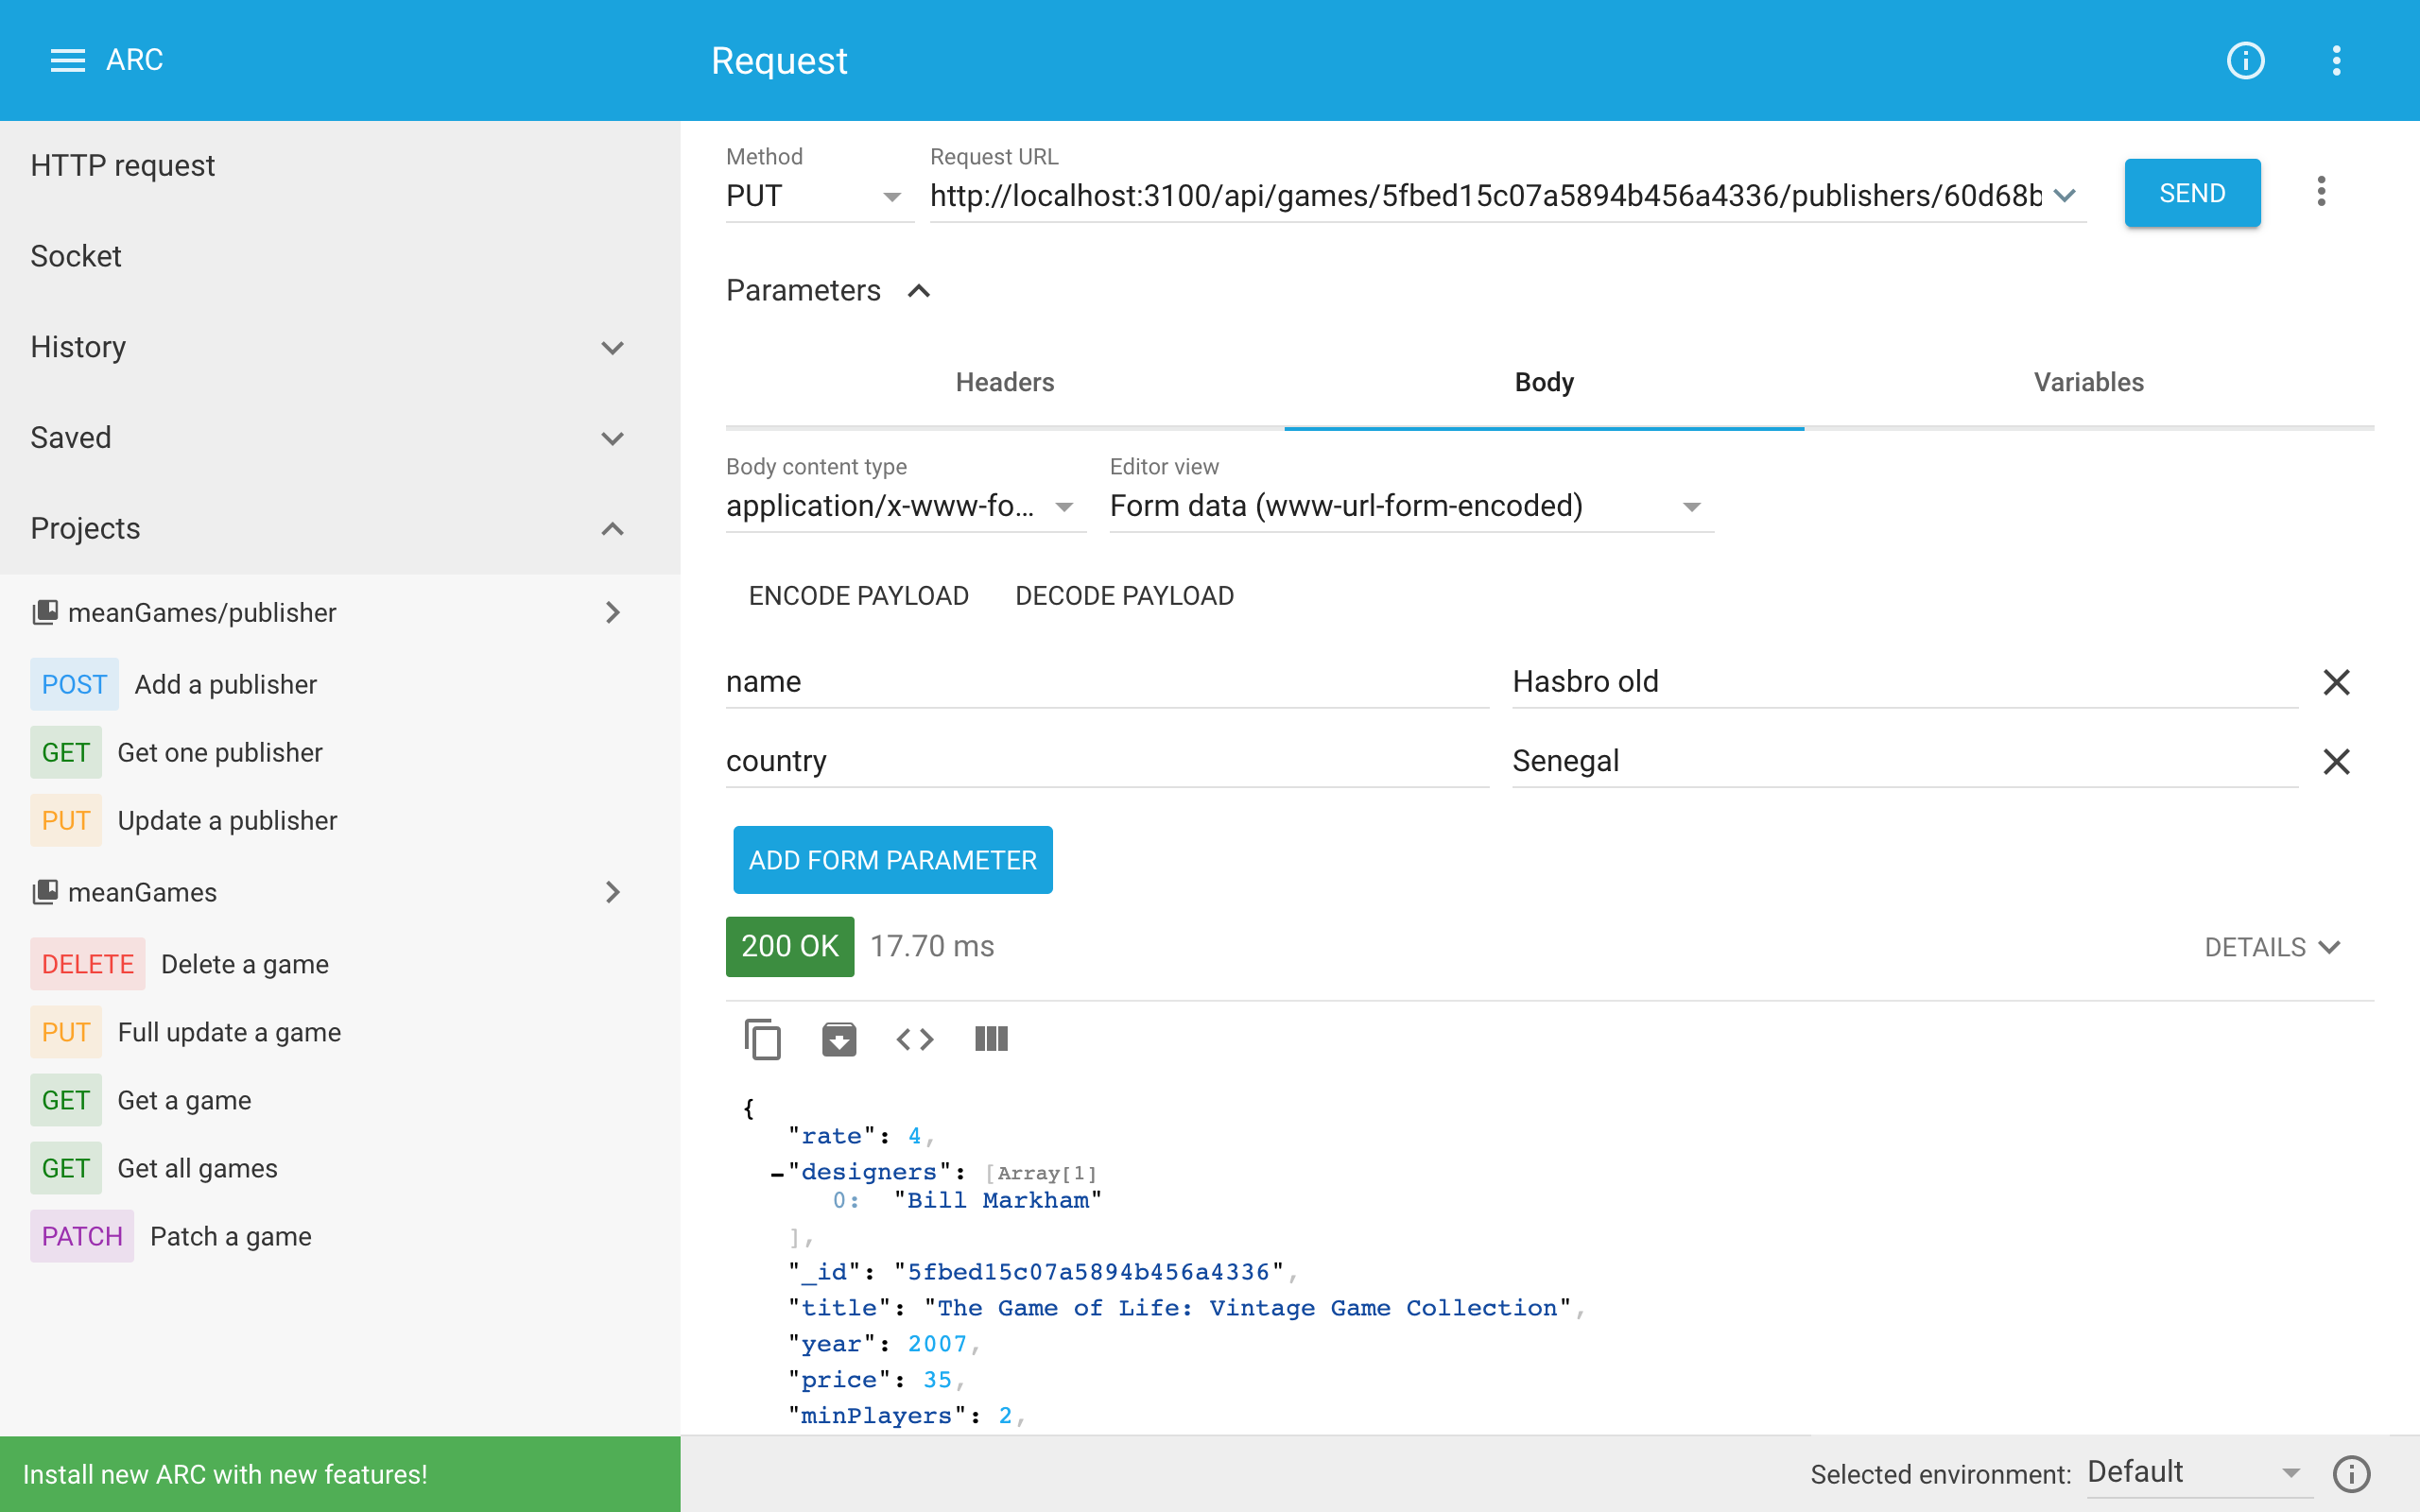 ARC
Request
HTTP request
Socket
History
Saved
Projects
meanGames/publisher
POST Add a publisher
GET Get one publisher
PUT Update a publisher
meanGames
DELETE Delete a game
PUT Full update a game
GET Get a game
GET Get all games
PATCH Patch a game
Install new ARC with new features!
Method
PUT
Request URL
http://localhost:3100/api/games/5fbed15c07a5894b456a4336/publishers/60d68b
SEND
Parameters
Headers Body Variables
Body content type
application/x-www-fo...
Editor view
Form data (www-url-form-encoded)
ENCODE PAYLOAD DECODE PAYLOAD
name Hasbro old
country Senegal
ADD FORM PARAMETER
200 OK 17.70 ms DETAILS
{
"rate": 4,
–"designers": [Array[1]
0: "Bill Markham"
],
"_id": "5fbed15c07a5894b456a4336",
"title": "The Game of Life: Vintage Game Collection",
"year": 2007,
"price": 35,
"minPlayers": 2,
Selected environment: Default